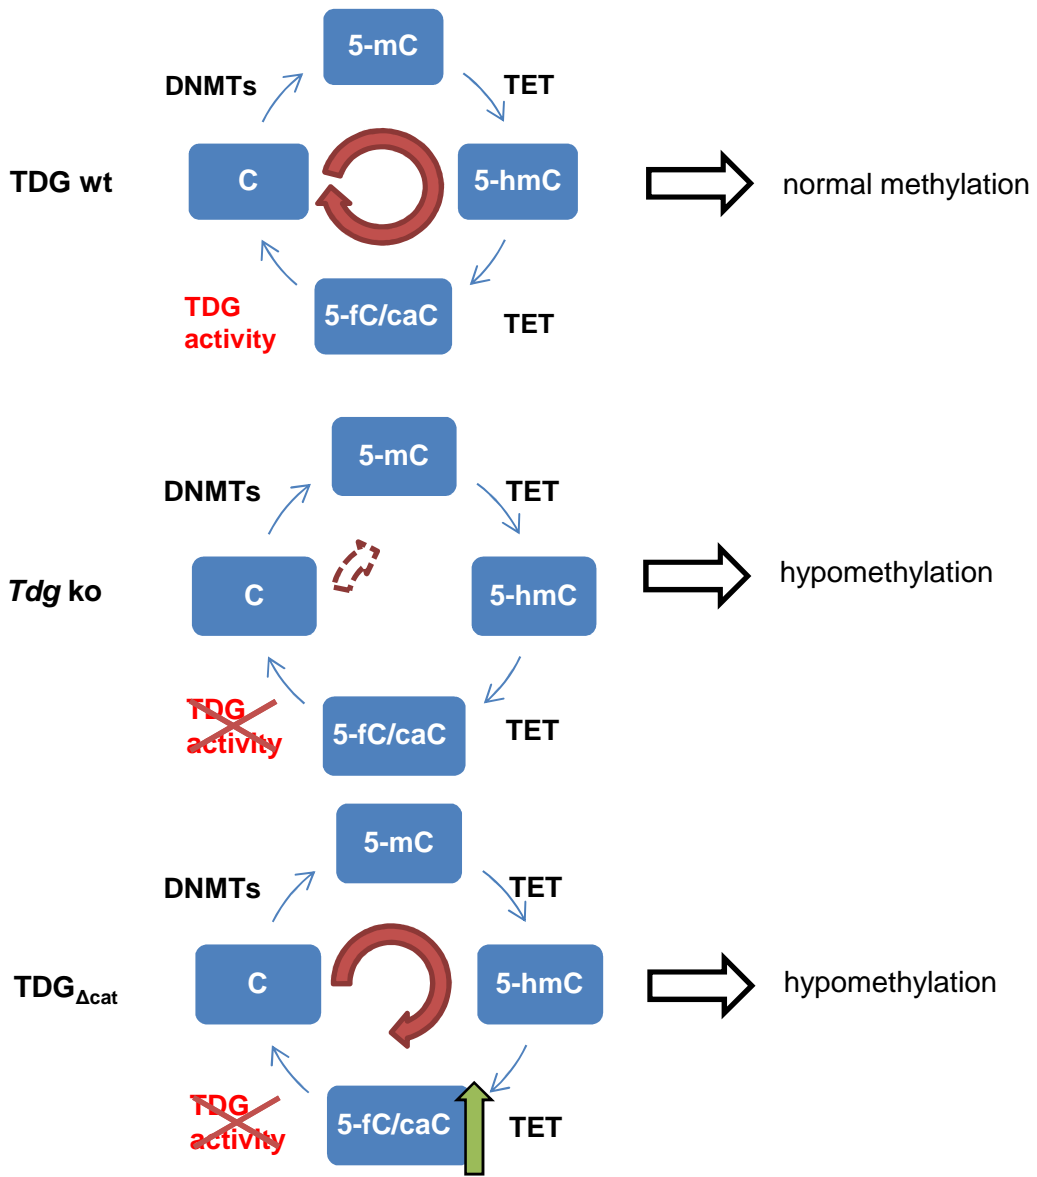 5-mC
DNMTs
TET
TDG wt
C
5-hmC
normal methylation
TDG
activity
5-fC/caC
TET
5-mC
DNMTs
TET
Tdg ko
C
5-hmC
hypomethylation
TDG
activity
5-fC/caC
TET
5-mC
DNMTs
TET
TDGΔcat
C
5-hmC
hypomethylation
TDG
activity
5-fC/caC
TET